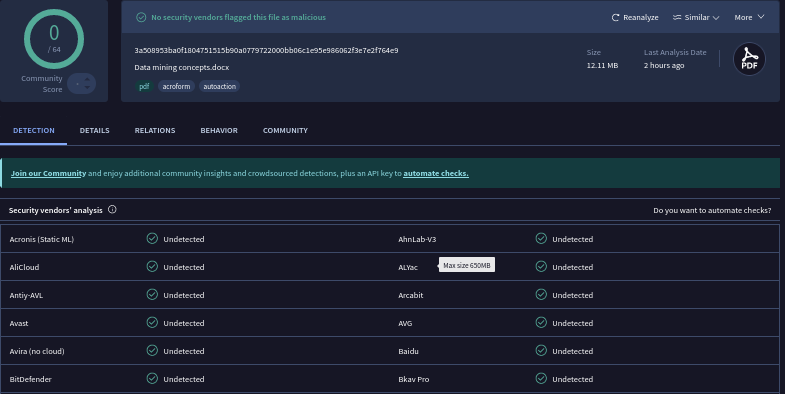 0
/ 64
Community
Score
No security vendors flagged this file as malicious
Reanalyze
Similar
More
3a508953ba0f1804751515b90a0779722000bb06c1e95e986062f3e7e2f764e9
Data mining concepts.docx
pdf
acroform
autoaction
Size
12.11 MB
Last Analysis Date
2 hours ago
PDF
DETECTION
DETAILS
RELATIONS
BEHAVIOR
COMMUNITY
Join our Community and enjoy additional community insights and crowdsourced detections, plus an API key to automate checks.
Security vendors' analysis
Do you want to automate checks?
Acronis (Static ML) Undetected AhnLab-V3 Undetected
AliCloud Undetected ALYac Max size 650MB Undetected
Antiy-AVL Undetected Arcabit Undetected
Avast Undetected AVG Undetected
Avira (no cloud) Undetected Baidu Undetected
BitDefender Undetected Bkav Pro Undetected